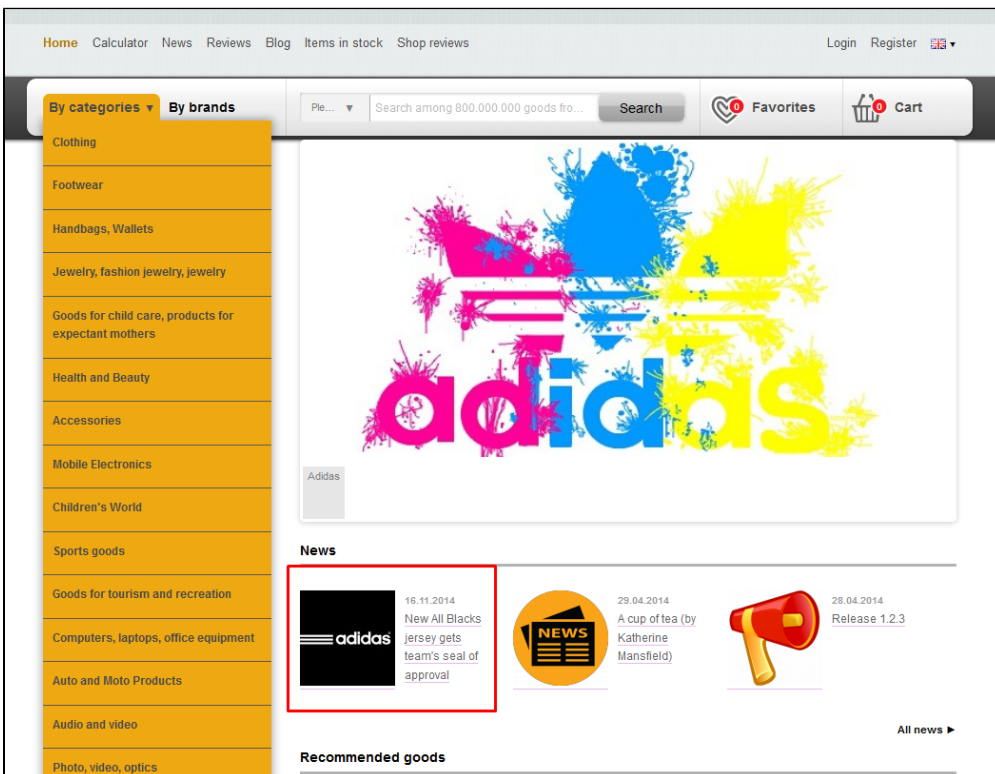 Home Calculator News Reviews Blog Items in stock Shop reviews Login Register
By categories ▼ By brands Ple... ▼ Search among 800.000.000 goods fro... Search 0 Favorites 0 Cart
Clothing
Footwear
Handbags, Wallets
Jewelry, fashion jewelry, jewelry
Goods for child care, products for
expectant mothers
Health and Beauty
Accessories
Mobile Electronics
Children's World
Sports goods
Goods for tourism and recreation
Computers, laptops, office equipment
Auto and Moto Products
Audio and video
Photo, video, optics
adidas
Adidas
News
adidas
16.11.2014
New All Blacks
jersey gets
team's seal of
approval
NEWS
29.04.2014
A cup of tea (by
Katherine
Mansfield)
28.04.2014
Release 1.2.3
All news ►
Recommended goods